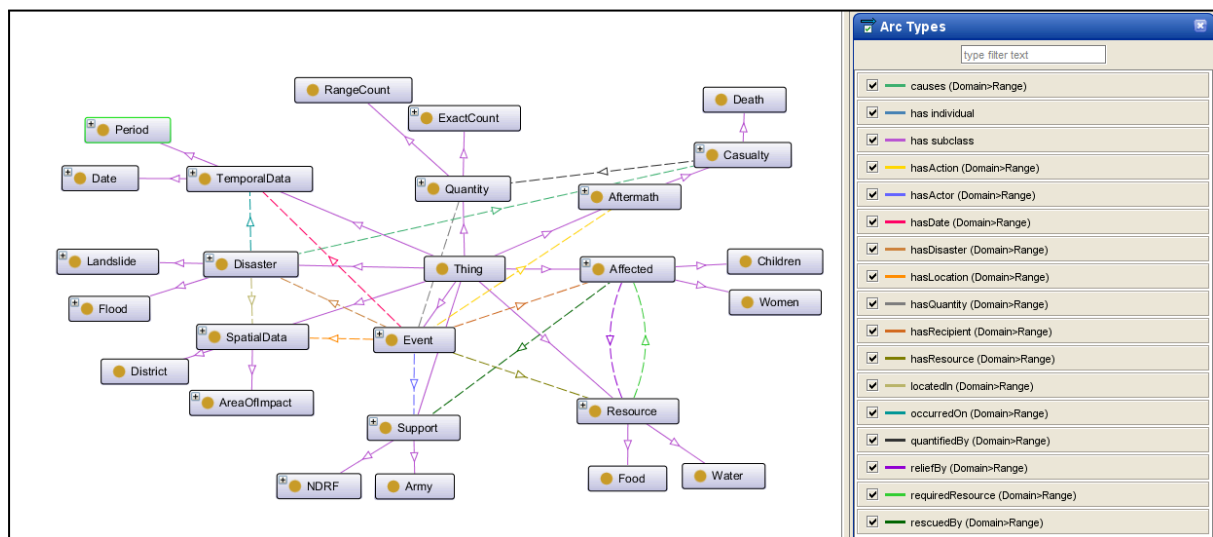 RangeCount
ExactCount
Death
Period
Casualty
Date
TemporalData
Quantity
Aftermath
Landslide
Disaster
Thing
Affected
Children
Flood
Women
SpatialData
Event
District
AreaOfImpact
Resource
Support
NDRF
Army
Food
Water
Arc Types
type filter text
causes (Domain>Range)
has individual
has subclass
hasAction (Domain>Range)
hasActor (Domain>Range)
hasDate (Domain>Range)
hasDisaster (Domain>Range)
hasLocation (Domain>Range)
hasQuantity (Domain>Range)
hasRecipient (Domain>Range)
hasResource (Domain>Range)
locatedIn (Domain>Range)
occurredOn (Domain>Range)
quantifiedBy (Domain>Range)
reliefBy (Domain>Range)
requiredResource (Domain>Range)
rescuedBy (Domain>Range)